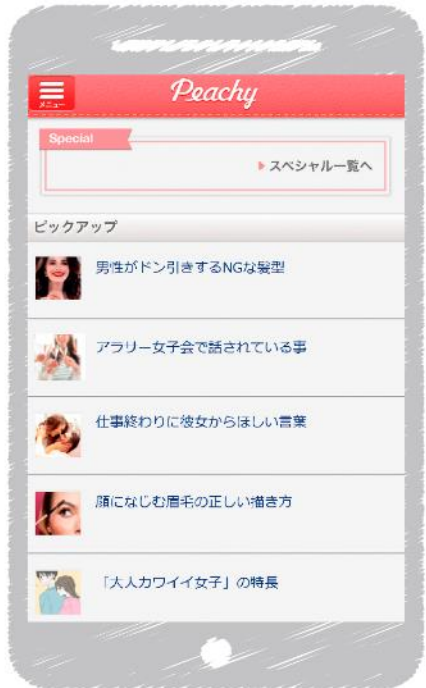 メニュー
Peachy
Special
スペシャル一覧へ
ピックアップ
男性がドン引きするNGな髪型
アラリー女子会で話されている事
仕事終わりに彼女からほしい言葉
顔になじむ眉毛の正しい描き方
「大人カワイイ女子」の特長